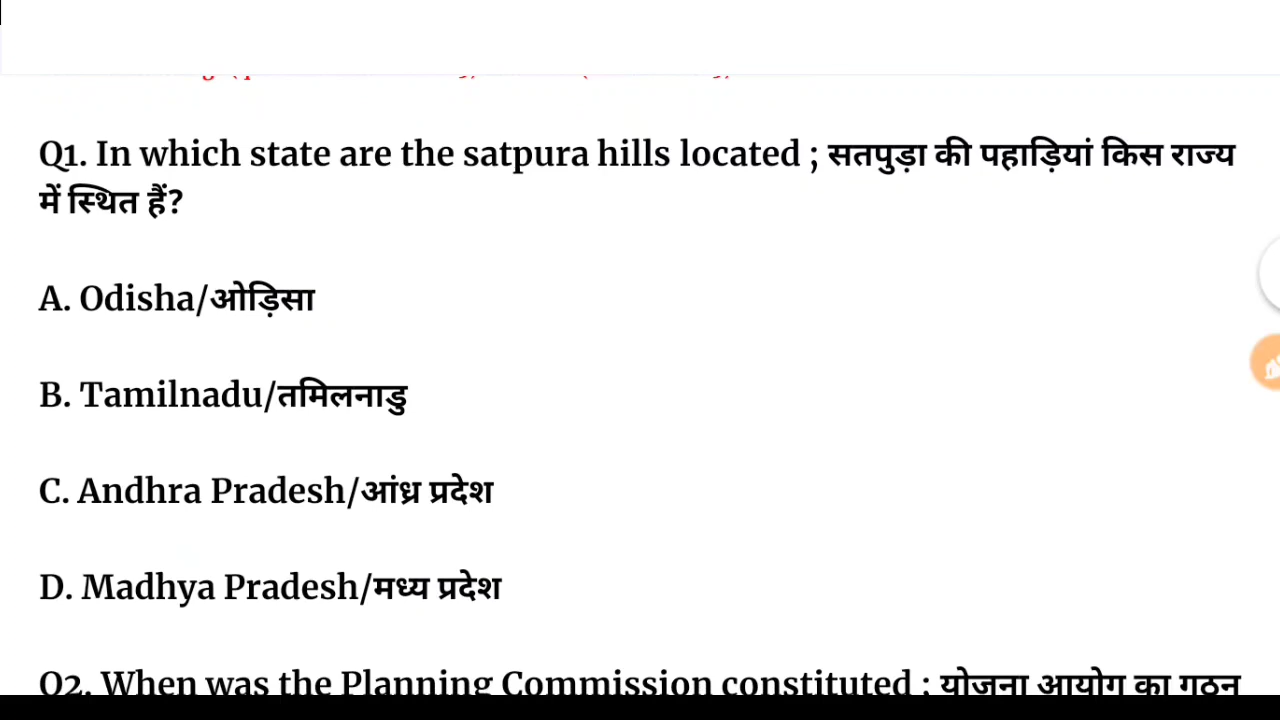 Q1. In which state are the satpura hills located ; सतपुड़ा की पहाड़ियां किस राज्य
में स्थित हैं?
A. Odisha/ओड़िसा
B. Tamilnadu/तमिलनाडु
C. Andhra Pradesh/आंध्र प्रदेश
D. Madhya Pradesh/मध्य प्रदेश
Q2. When was the Planning Commission constituted ; योजना आयोग का गठन